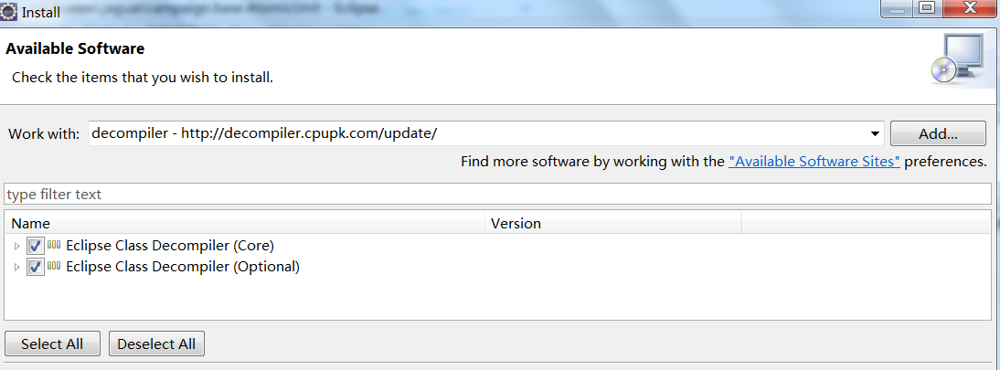 Install
Available Software
Check the items that you wish to install.
Work with: decompiler - http://decompiler.cpupk.com/update/ Add...
Find more software by working with the "Available Software Sites" preferences.
type filter text
Name Version
Eclipse Class Decompiler (Core)
Eclipse Class Decompiler (Optional)
Select All Deselect All